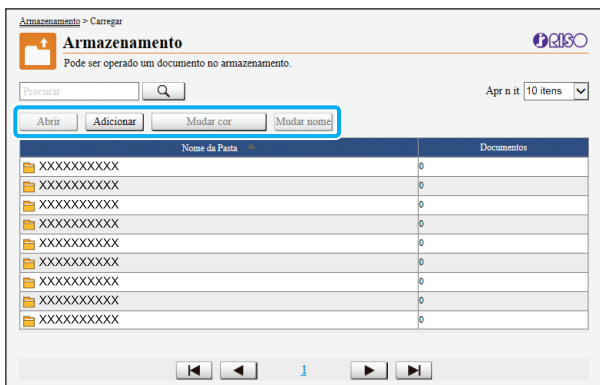 Armazenamento > Carregar
Armazenamento
RISO
Pode ser operado um documento no armazenamento.
Procurar
Apr n it 10 itens
Abrir Adicionar Mudar cor Mudar nome
Nome da Pasta Documentos
XXXXXXXXXX 0
XXXXXXXXXX 0
XXXXXXXXXX 0
XXXXXXXXXX 0
XXXXXXXXXX 0
XXXXXXXXXX 0
XXXXXXXXXX 0
XXXXXXXXXX 0
XXXXXXXXXX 0
1